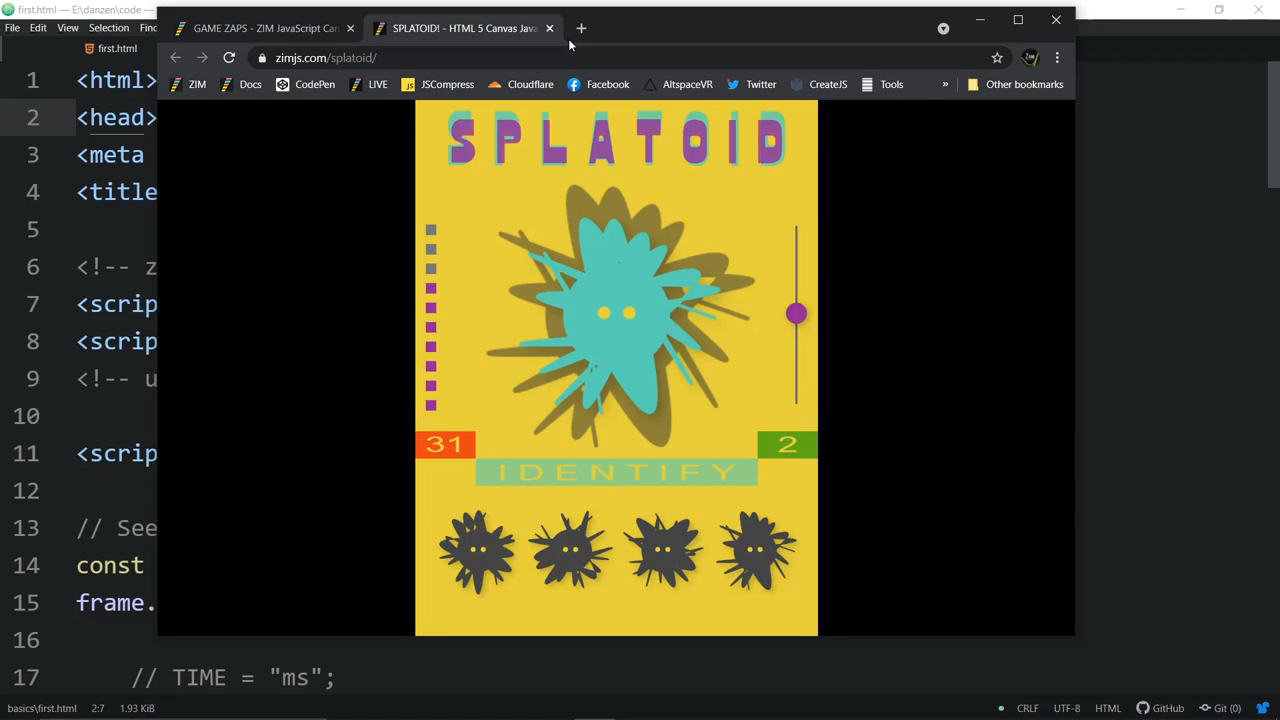 first.html — E:\danzen\code
File Edit View Selection Find
first.html
GAME ZAPS - ZIM JavaScript Can
SPLATOID! - HTML 5 Canvas Java
zimjs.com/splatoid/
ZIM Docs CodePen LIVE JSCompress Cloudflare Facebook AltspaceVR Twitter CreateJS Tools » Other bookmarks
1 <html>
2 <head>
3 <meta
4 <title
5
6 <!-- z
7 <scrip
8 <scrip
9 <!-- u
10
11 <scrip
12
13 // See
14 const
15 frame.
16
17 // TIME = "ms";
SPLATOID
31
2
IDENTIFY
basics\first.html 2:7 1.93 KiB
CRLF UTF-8 HTML GitHub Git (0)